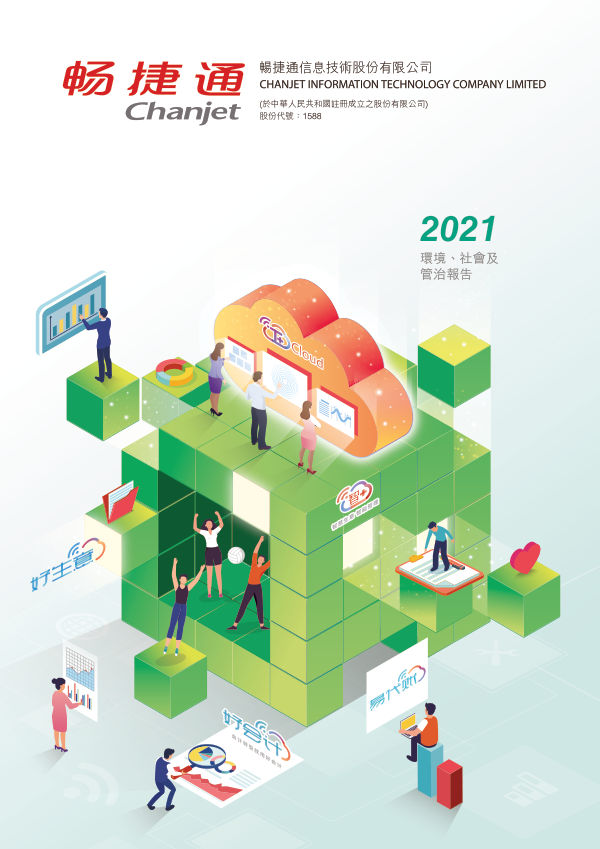 畅捷通
Chanjet
暢捷通信息技術股份有限公司
CHANJET INFORMATION TECHNOLOGY COMPANY LIMITED
(於中華人民共和國註冊成立之股份有限公司)
股份代號：1588
2021
環境、社會及
管治報告
Cloud
智+
好生意
易代账
好会计